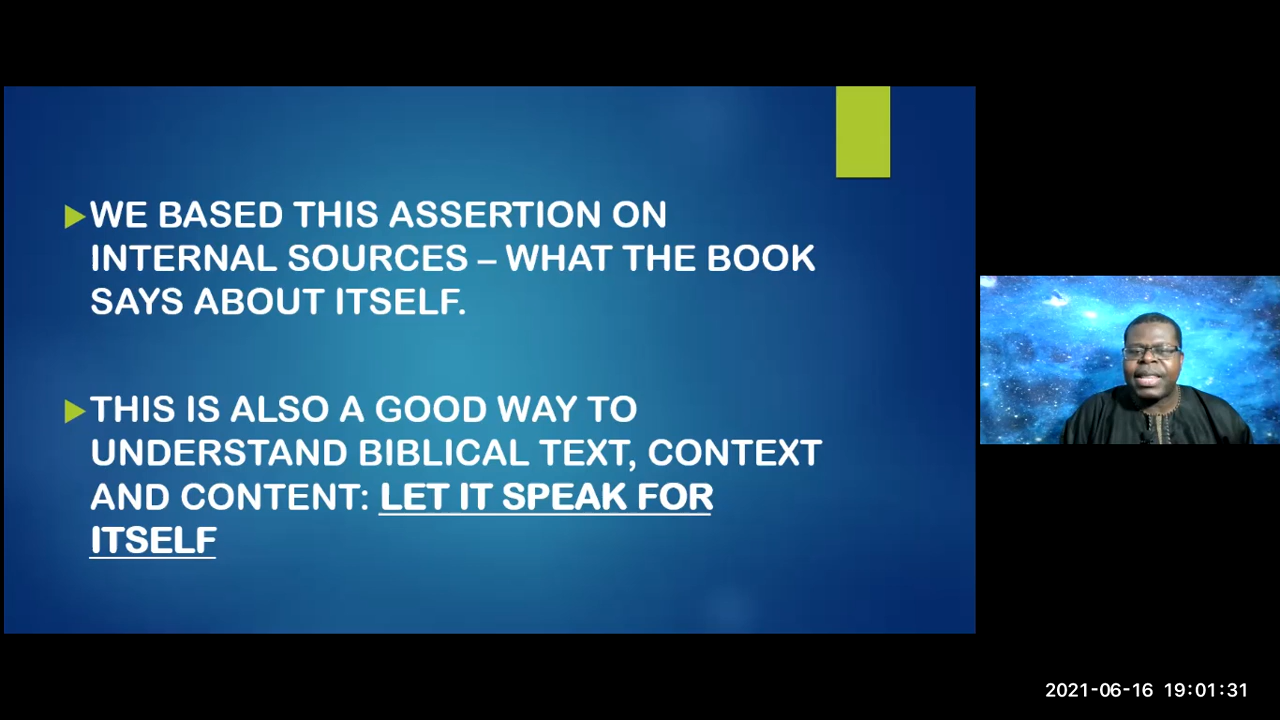 WE BASED THIS ASSERTION ON
INTERNAL SOURCES – WHAT THE BOOK
SAYS ABOUT ITSELF.
THIS IS ALSO A GOOD WAY TO
UNDERSTAND BIBLICAL TEXT, CONTEXT
AND CONTENT: LET IT SPEAK FOR
ITSELF
2021-06-16 19:01:31